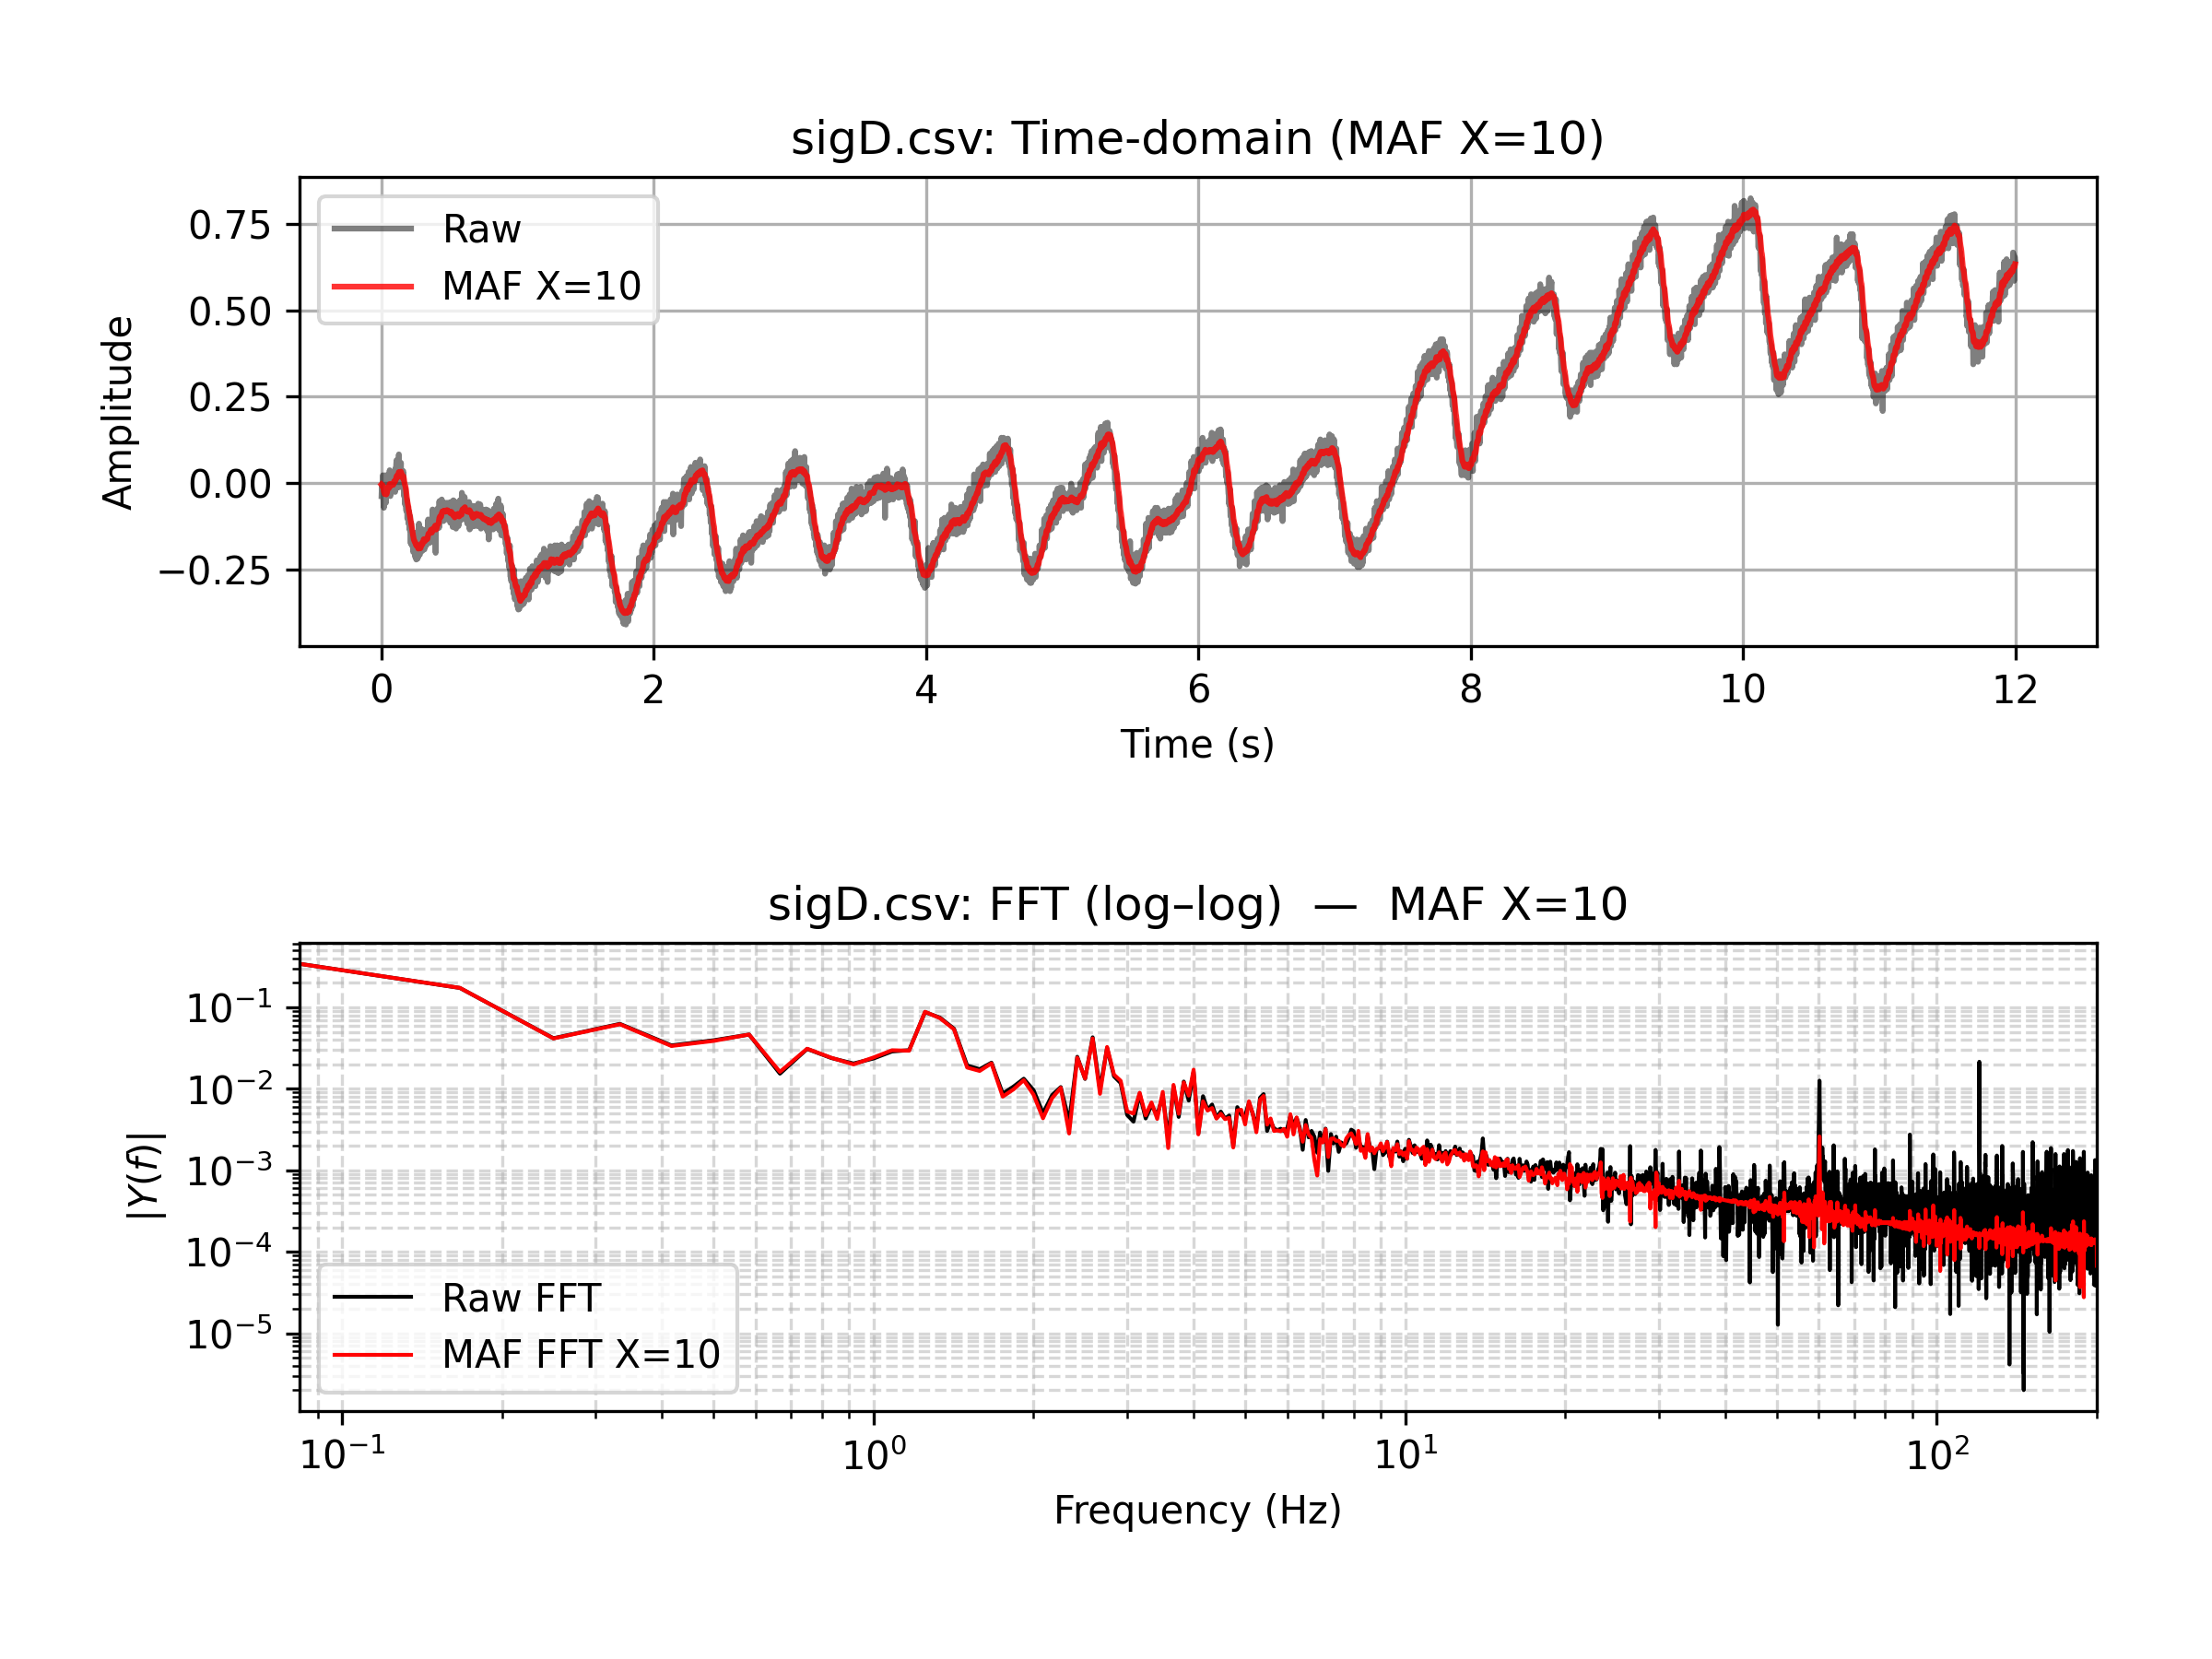 sigD.csv: Time-domain (MAF X=10)
Raw
MAF X=10
Amplitude
0.75
0.50
0.25
0.00
−0.25
0 2 4 6 8 10 12
Time (s)
sigD.csv: FFT (log–log) — MAF X=10
|Y(f)|
10⁻¹
10⁻²
10⁻³
10⁻⁴
10⁻⁵
Raw FFT
MAF FFT X=10
10⁻¹ 10⁰ 10¹ 10²
Frequency (Hz)